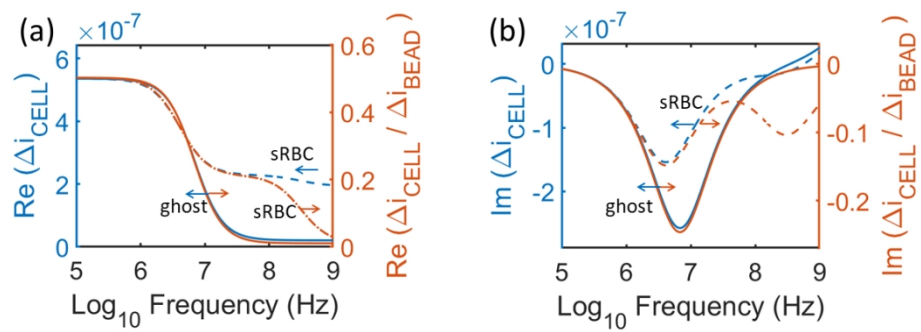 (a)
×10⁻⁷
6
4
2
0
Re (Δi_CELL)
0.6
0.4
0.2
0
Re (Δi_CELL / Δi_BEAD)
sRBC
ghost
sRBC
5 6 7 8 9
Log₁₀ Frequency (Hz)
(b)
×10⁻⁷
0
-1
-2
Im (Δi_CELL)
0
-0.1
-0.2
Im (Δi_CELL / Δi_BEAD)
sRBC
ghost
5 6 7 8 9
Log₁₀ Frequency (Hz)